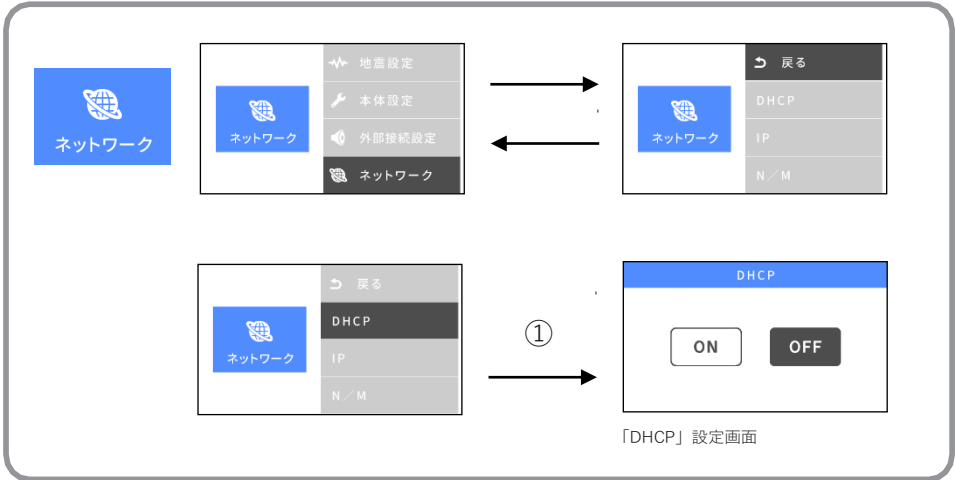 ネットワーク
ネットワーク
地震設定
本体設定
外部接続設定
ネットワーク
ネットワーク
戻る
DHCP
IP
N／M
ネットワーク
戻る
DHCP
IP
N／M
①
DHCP
ON
OFF
「DHCP」設定画面